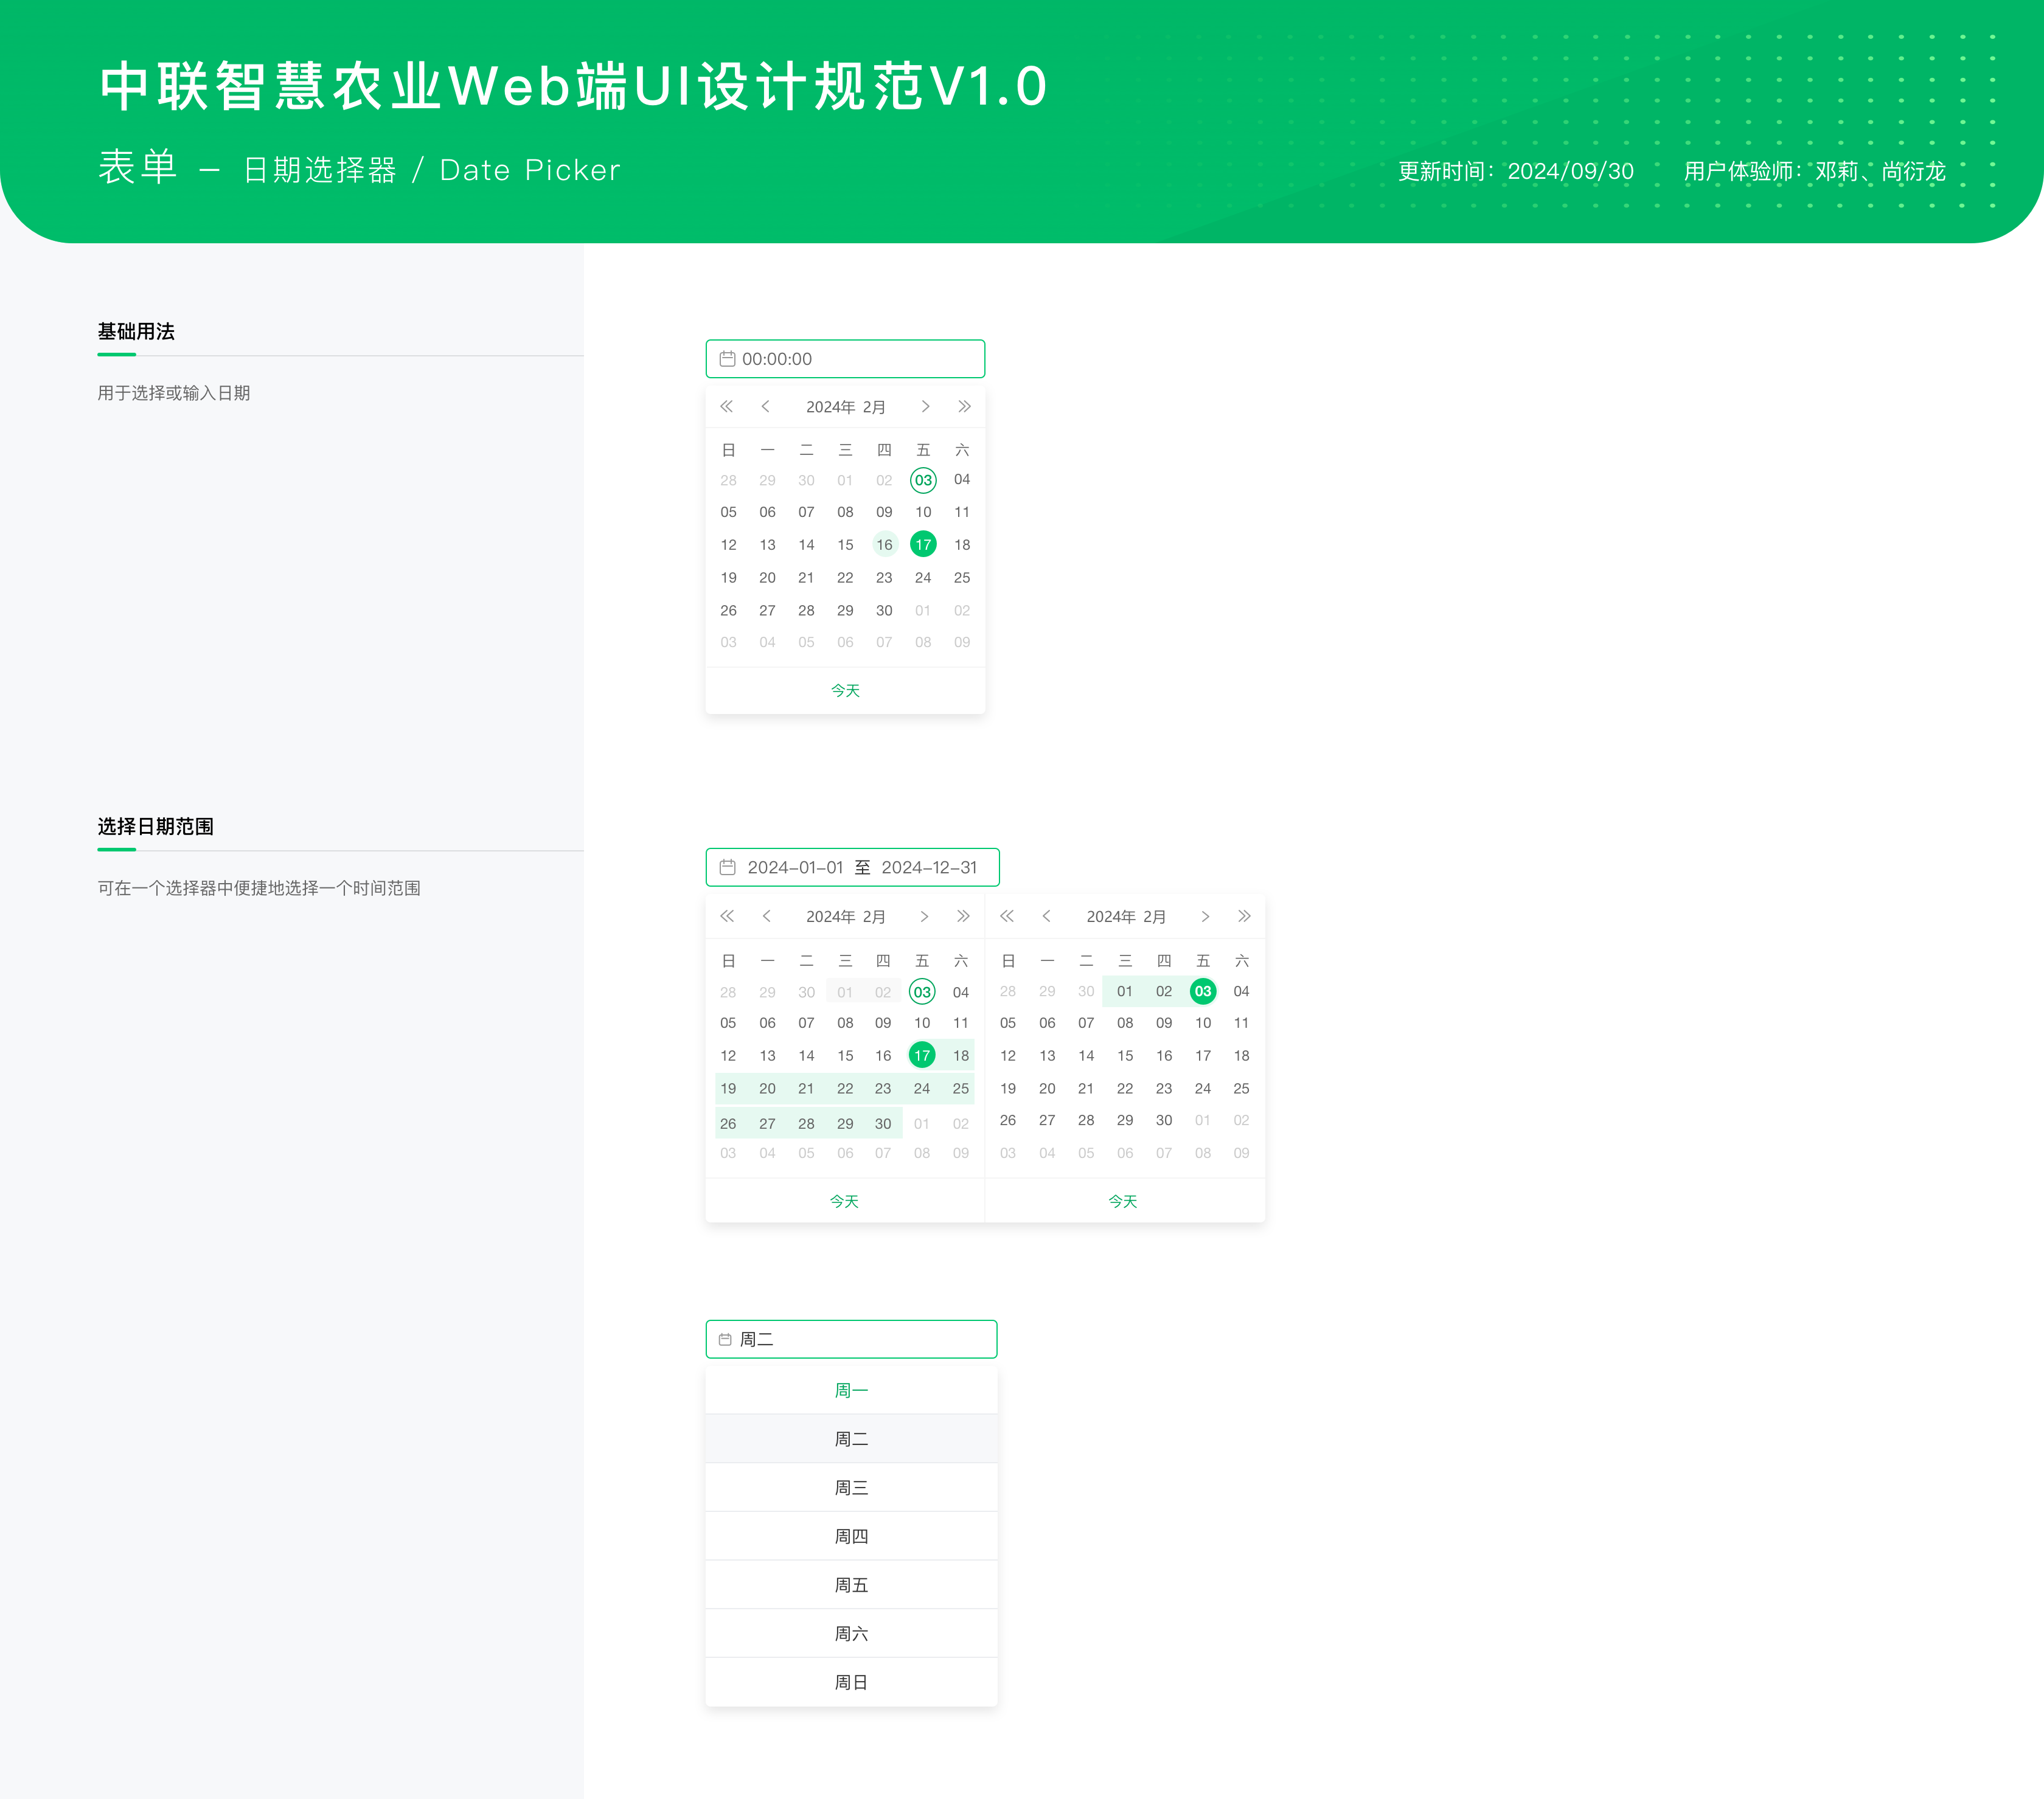 中联智慧农业Web端UI设计规范V1.0
表单 – 日期选择器 / Date Picker
更新时间：2024/09/30 用户体验师：邓莉、尚衍龙
基础用法
用于选择或输入日期
00:00:00
2024年 2月
日 一 二 三 四 五 六
28 29 30 01 02 03 04
05 06 07 08 09 10 11
12 13 14 15 16 17 18
19 20 21 22 23 24 25
26 27 28 29 30 01 02
03 04 05 06 07 08 09
今天
选择日期范围
可在一个选择器中便捷地选择一个时间范围
2024–01–01 至 2024–12–31
2024年 2月
日 一 二 三 四 五 六
28 29 30 01 02 03 04
05 06 07 08 09 10 11
12 13 14 15 16 17 18
19 20 21 22 23 24 25
26 27 28 29 30 01 02
03 04 05 06 07 08 09
今天
2024年 2月
日 一 二 三 四 五 六
28 29 30 01 02 03 04
05 06 07 08 09 10 11
12 13 14 15 16 17 18
19 20 21 22 23 24 25
26 27 28 29 30 01 02
03 04 05 06 07 08 09
今天
周二
周一
周二
周三
周四
周五
周六
周日